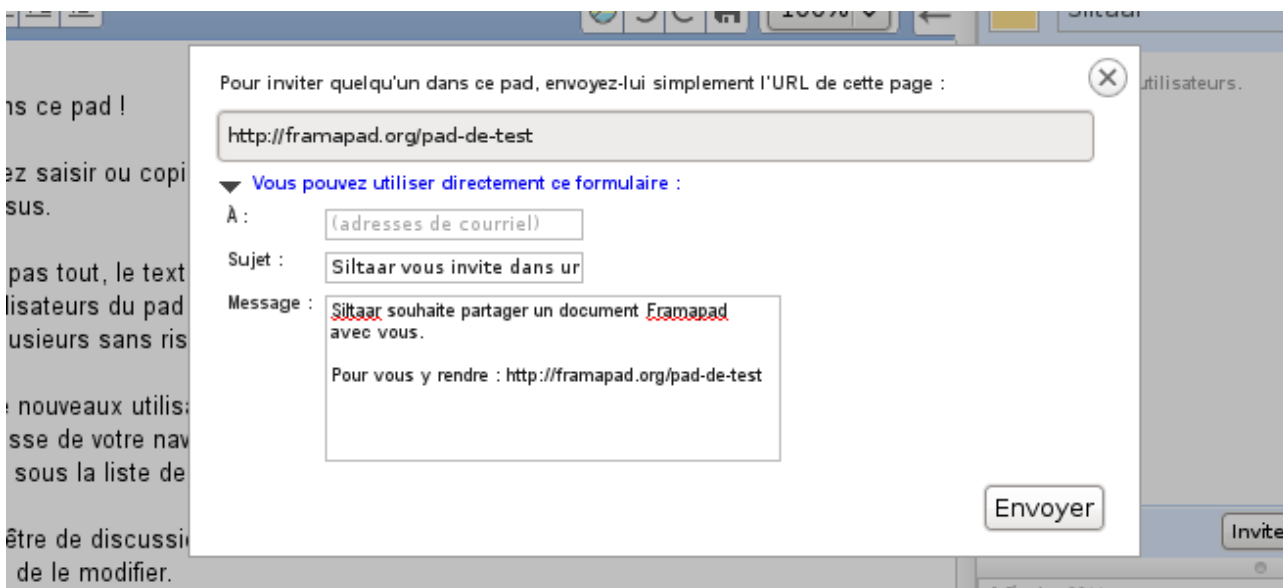 100%
Siltaar
Pour inviter quelqu'un dans ce pad, envoyez-lui simplement l'URL de cette page :
utilisateurs.
ns ce pad !
http://framapad.org/pad-de-test
ez saisir ou copi
Vous pouvez utiliser directement ce formulaire :
sus.
À :
(adresses de courriel)
Sujet :
Siltaar vous invite dans ur
pas tout, le text
lisateurs du pad
usieurs sans ris
Message :
Siltaar souhaite partager un document Framapad
avec vous.
Pour vous y rendre : http://framapad.org/pad-de-test
nouveaux utilisa
sse de votre nav
sous la liste de
Envoyer
être de discussi
Invite
de le modifier.